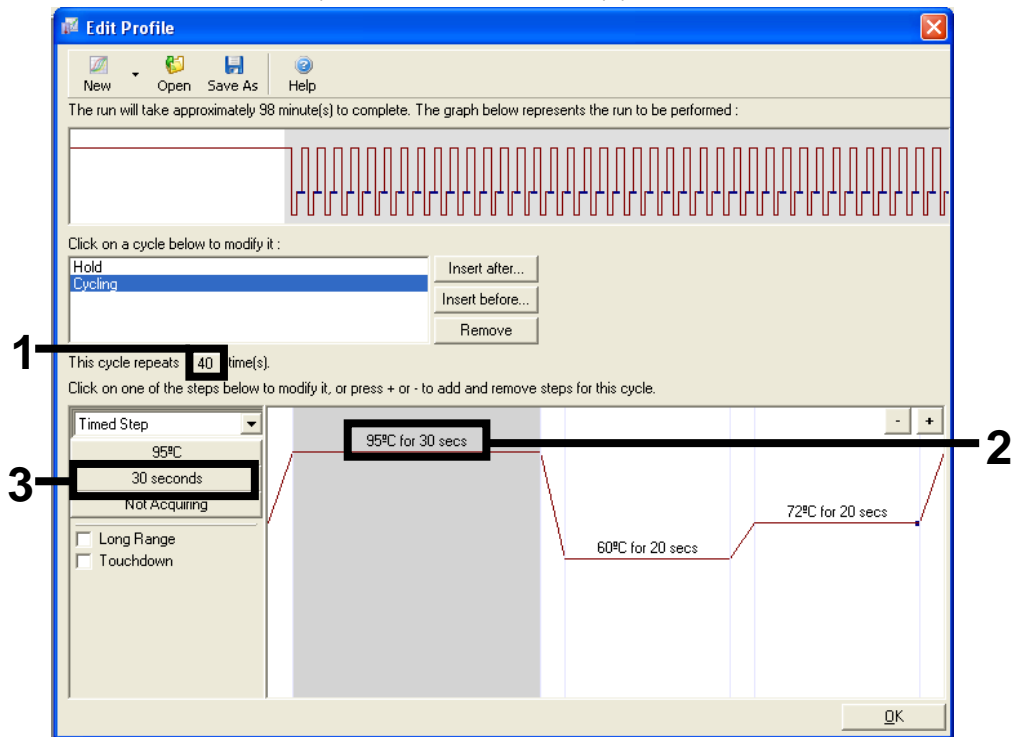 Edit Profile
New Open Save As Help
The run will take approximately 98 minute(s) to complete. The graph below represents the run to be performed :
Click on a cycle below to modify it :
Hold
Cycling
Insert after...
Insert before...
Remove
1
This cycle repeats 40 time(s).
Click on one of the steps below to modify it, or press + or - to add and remove steps for this cycle.
Timed Step
- +
95ºC for 30 secs
2
95ºC
3
30 seconds
Not Acquiring
72ºC for 20 secs
Long Range
60ºC for 20 secs
Touchdown
OK